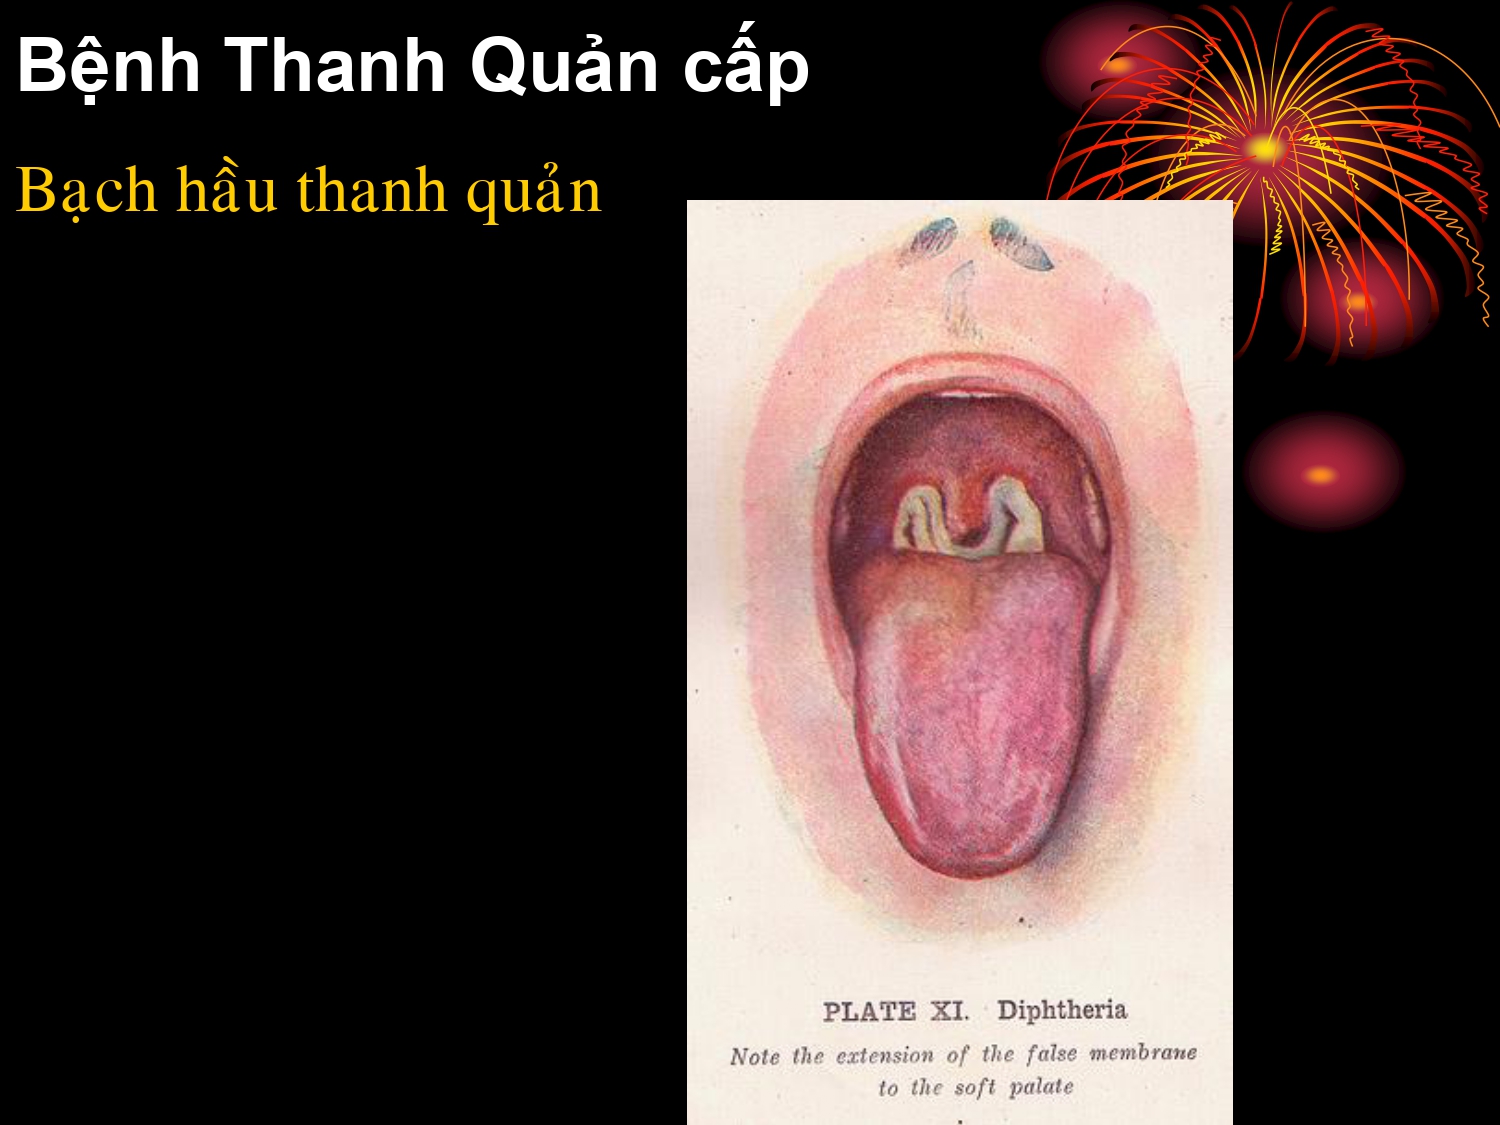 Bệnh Thanh Quản cấp
Bạch hầu thanh quản
PLATE XI. Diphtheria
Note the extension of the false membrane
to the soft palate